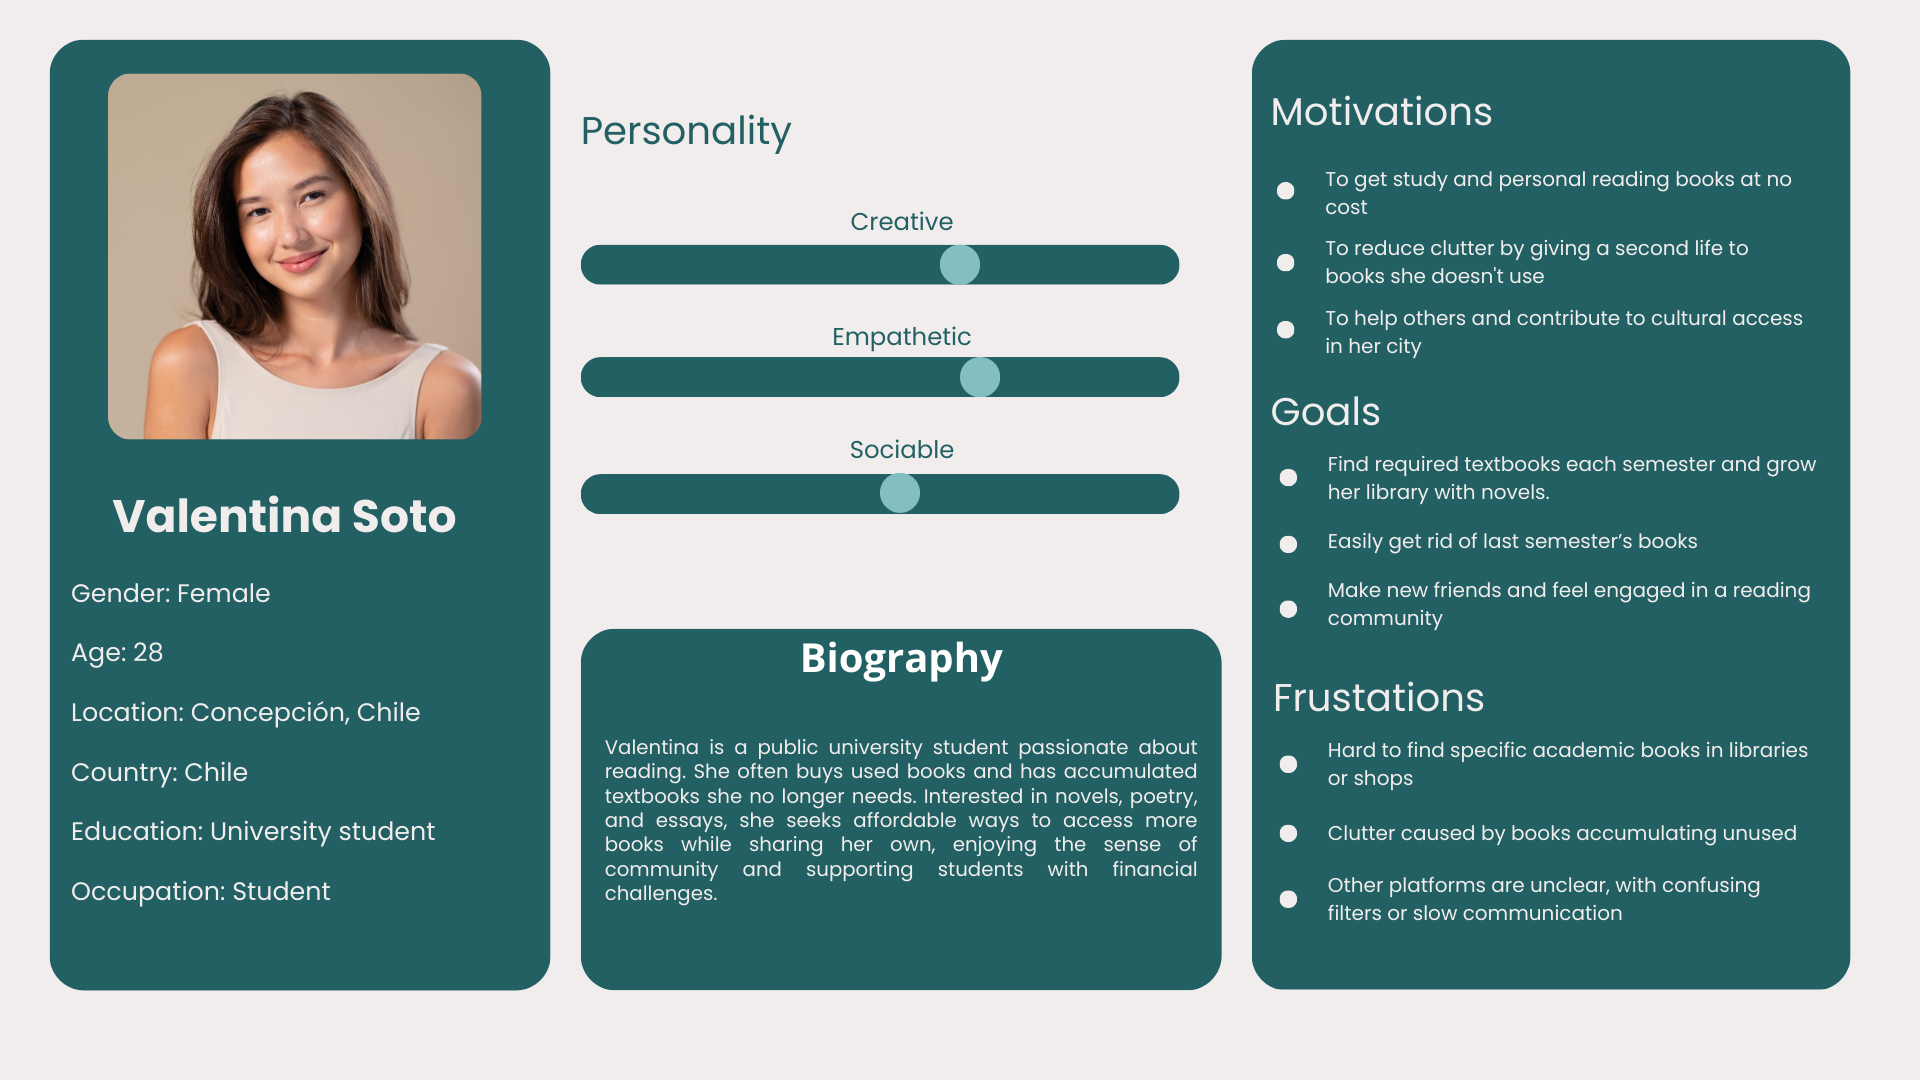 Valentina Soto
Gender: Female
Age: 28
Location: Concepción, Chile
Country: Chile
Education: University student
Occupation: Student
Personality
Creative
Empathetic
Sociable
Biography
Valentina is a public university student passionate about
reading. She often buys used books and has accumulated
textbooks she no longer needs. Interested in novels, poetry,
and essays, she seeks affordable ways to access more
books while sharing her own, enjoying the sense of
community and supporting students with financial
challenges.
Motivations
To get study and personal reading books at no
cost
To reduce clutter by giving a second life to
books she doesn't use
To help others and contribute to cultural access
in her city
Goals
Find required textbooks each semester and grow
her library with novels.
Easily get rid of last semester’s books
Make new friends and feel engaged in a reading
community
Frustations
Hard to find specific academic books in libraries
or shops
Clutter caused by books accumulating unused
Other platforms are unclear, with confusing
filters or slow communication